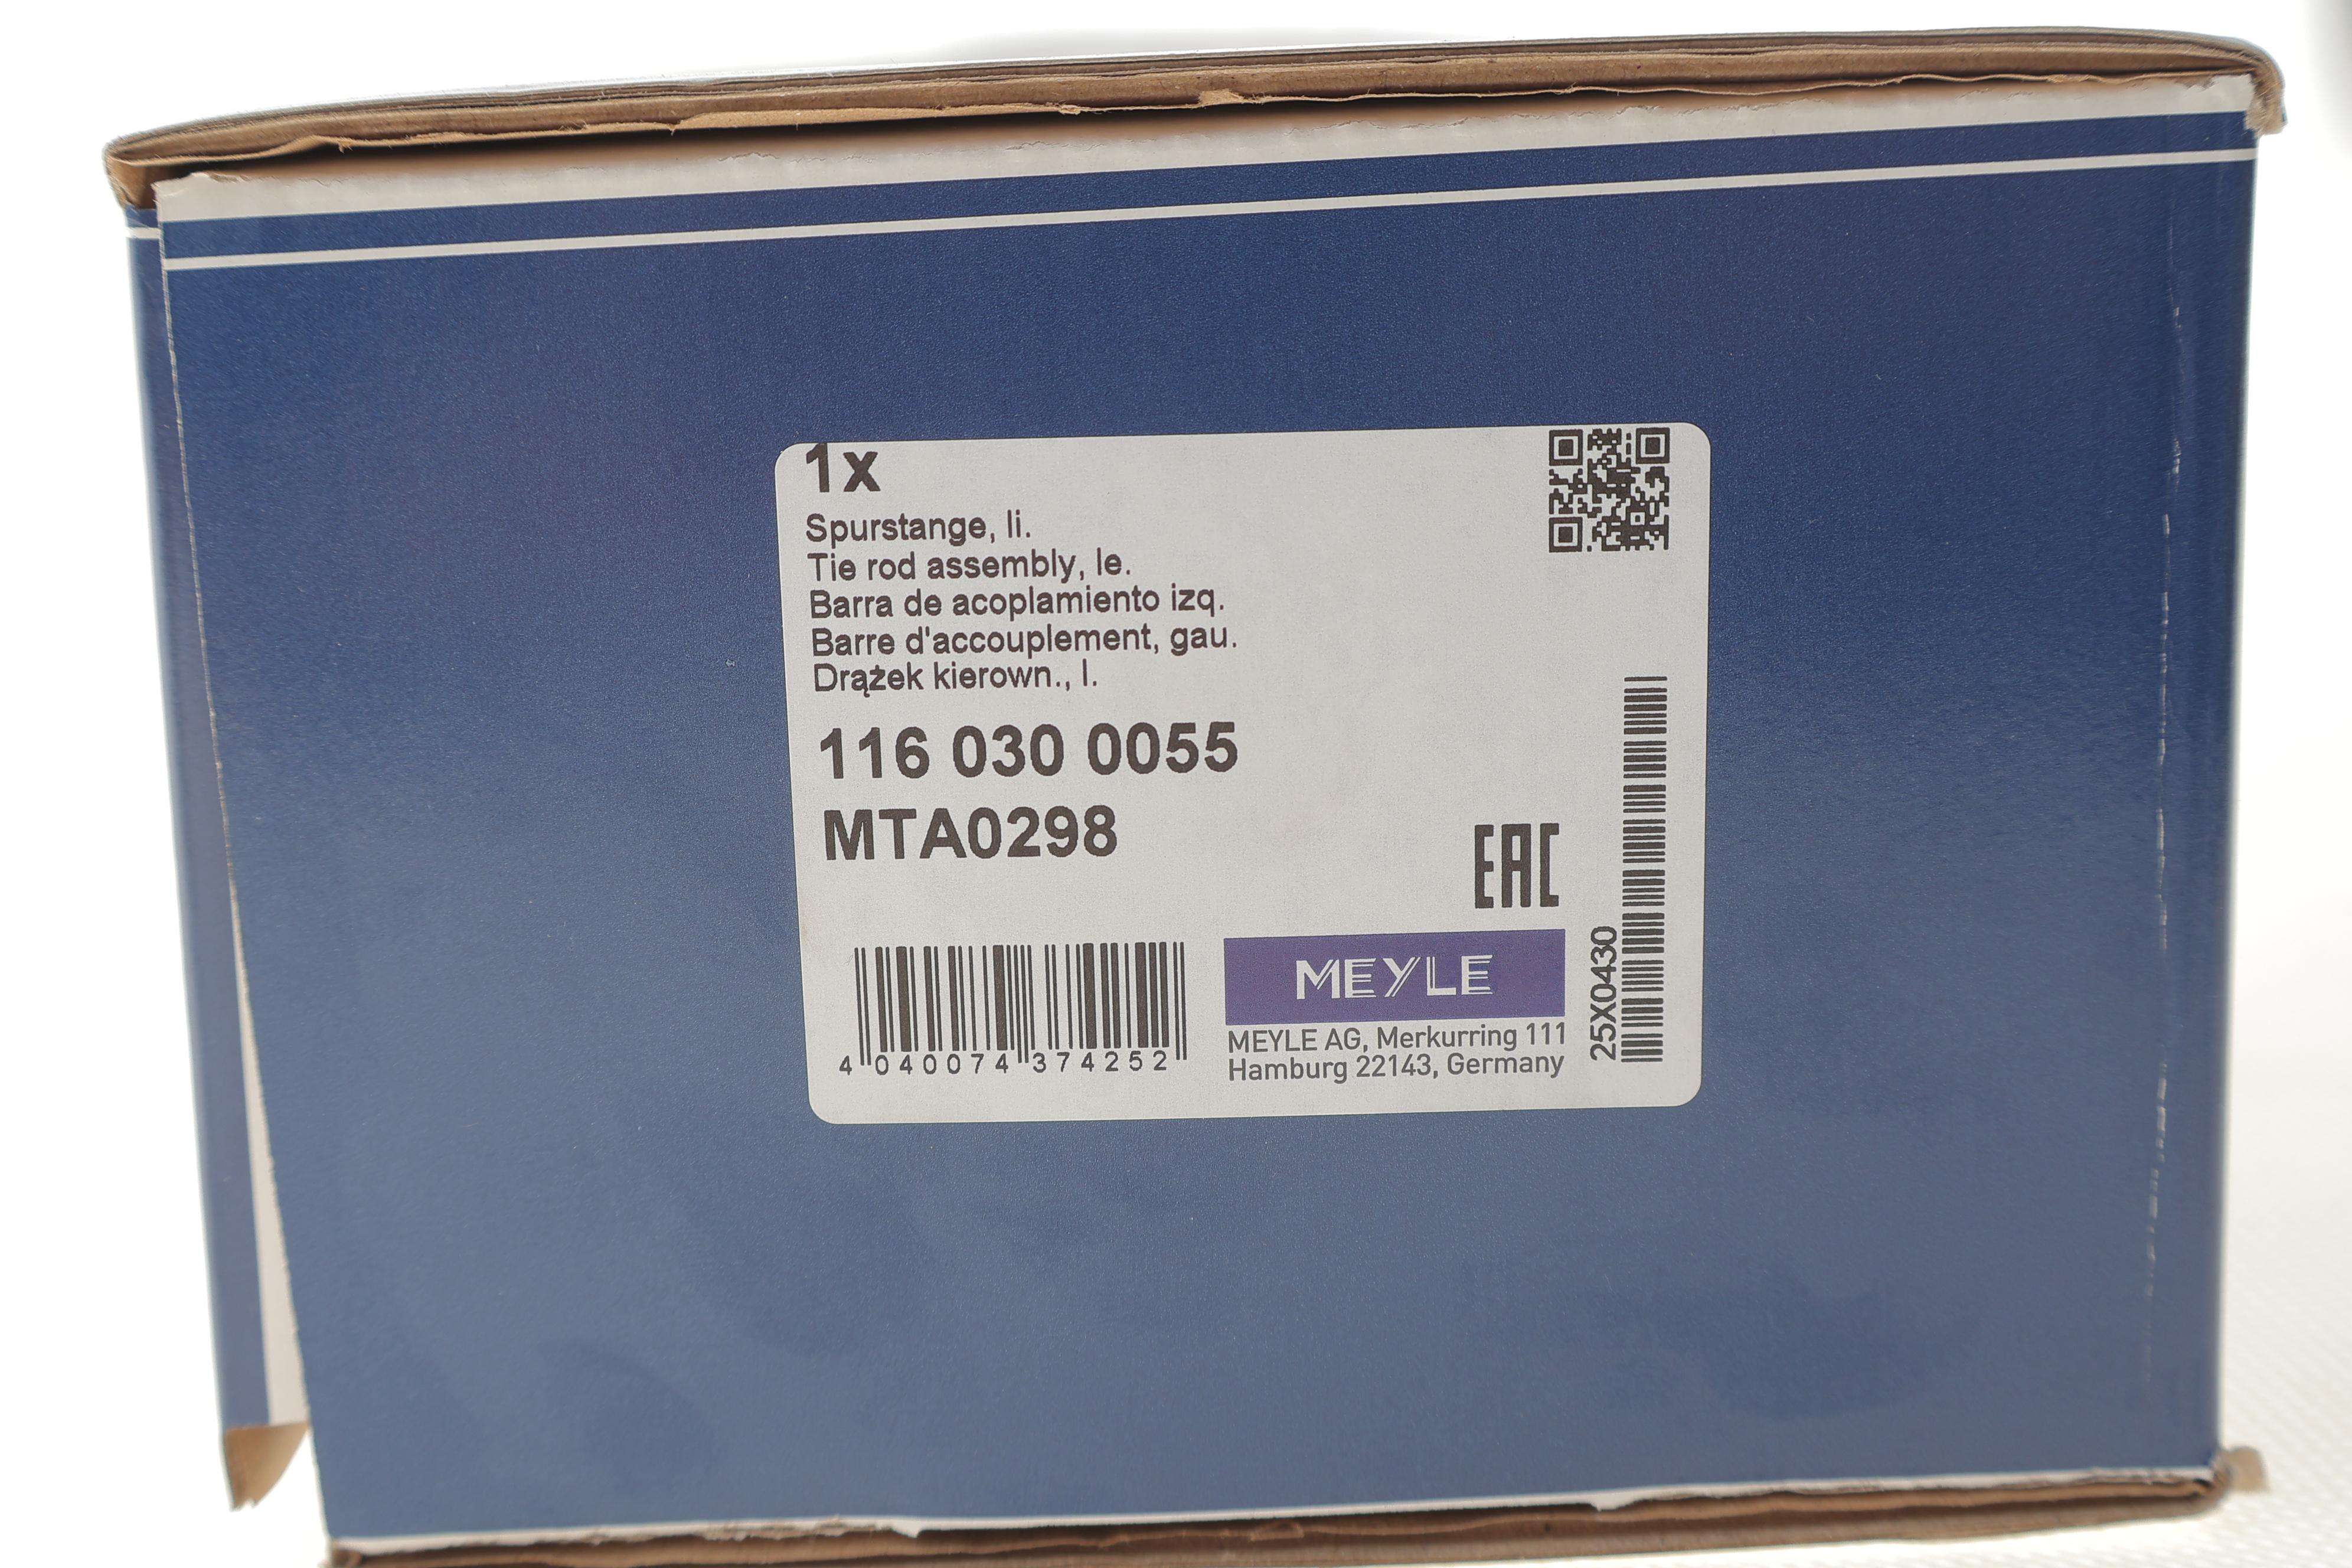 1x
Spurstange, li.
Tie rod assembly, le.
Barra de acoplamiento izq.
Barre d'accouplement, gau.
Drążek kierown., l.
116 030 0055
MTA0298
EAC
MEYLE
MEYLE AG, Merkurring 111
Hamburg 22143, Germany
4 040074 374252
25X0430